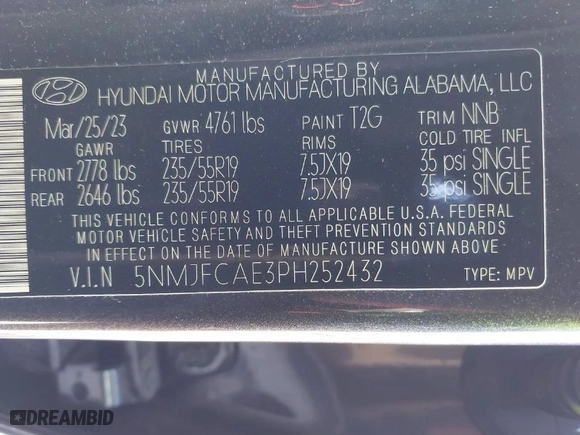 MANUFACTURED BY
HYUNDAI MOTOR MANUFACTURING ALABAMA, LLC
Mar/25/23 GVWR 4761 lbs PAINT T2G TRIM NNB
GAWR TIRES RIMS COLD TIRE INFL
FRONT 2778 lbs 235/55R19 7.5JX19 35 psi SINGLE
REAR 2646 lbs 235/55R19 7.5JX19 35 psi SINGLE
THIS VEHICLE CONFORMS TO ALL APPLICABLE U.S.A. FEDERAL
MOTOR VEHICLE SAFETY AND THEFT PREVENTION STANDARDS
IN EFFECT ON THE DATE OF MANUFACTURE SHOWN ABOVE.
V.I.N 5NMJFCAE3PH252432 TYPE: MPV
DREAMBID